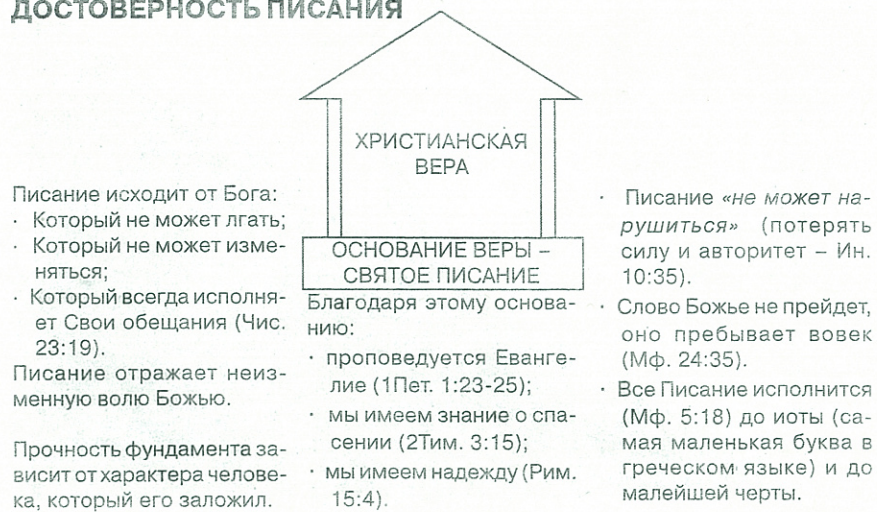 ДОСТОВЕРНОСТЬ ПИСАНИЯ
ХРИСТИАНСКАЯ
ВЕРА
ОСНОВАНИЕ ВЕРЫ –
СВЯТОЕ ПИСАНИЕ
Писание исходит от Бога:
· Который не может лгать;
· Который не может изме-
няться;
· Который всегда исполня-
ет Свои обещания (Чис.
23:19).
Писание отражает неиз-
менную волю Божью.
Прочность фундамента за-
висит от характера челове-
ка, который его заложил.
Благодаря этому основа-
нию:
· проповедуется Еванге-
лие (1Пет. 1:23-25);
· мы имеем знание о спа-
сении (2Тим. 3:15);
· мы имеем надежду (Рим.
15:4).
· Писание «не может на-
рушиться» (потерять
силу и авторитет – Ин.
10:35).
· Слово Божье не прейдет,
оно пребывает вовек
(Мф. 24:35).
· Все Писание исполнится
(Мф. 5:18) до иоты (са-
мая маленькая буква в
греческом языке) и до
малейшей черты.